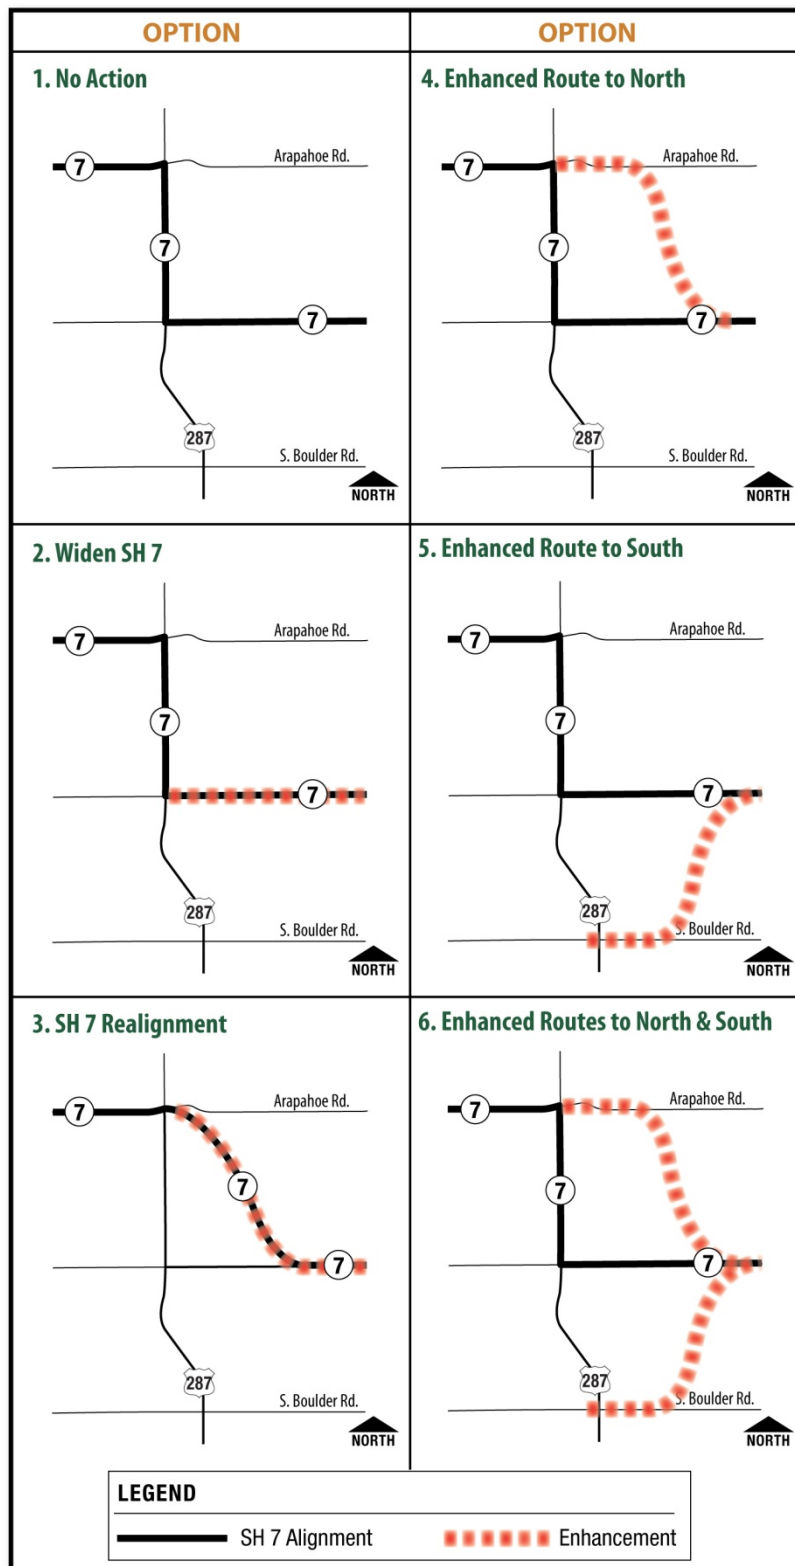 OPTION
1. No Action
7
Arapahoe Rd.
7
7
287
S. Boulder Rd.
NORTH
2. Widen SH 7
7
Arapahoe Rd.
7
7
287
S. Boulder Rd.
NORTH
3. SH 7 Realignment
7
Arapahoe Rd.
7
7
287
S. Boulder Rd.
NORTH
OPTION
4. Enhanced Route to North
7
Arapahoe Rd.
7
7
287
S. Boulder Rd.
NORTH
5. Enhanced Route to South
7
Arapahoe Rd.
7
7
287
S. Boulder Rd.
NORTH
6. Enhanced Routes to North & South
7
Arapahoe Rd.
7
7
287
S. Boulder Rd.
NORTH
LEGEND
SH 7 Alignment
Enhancement